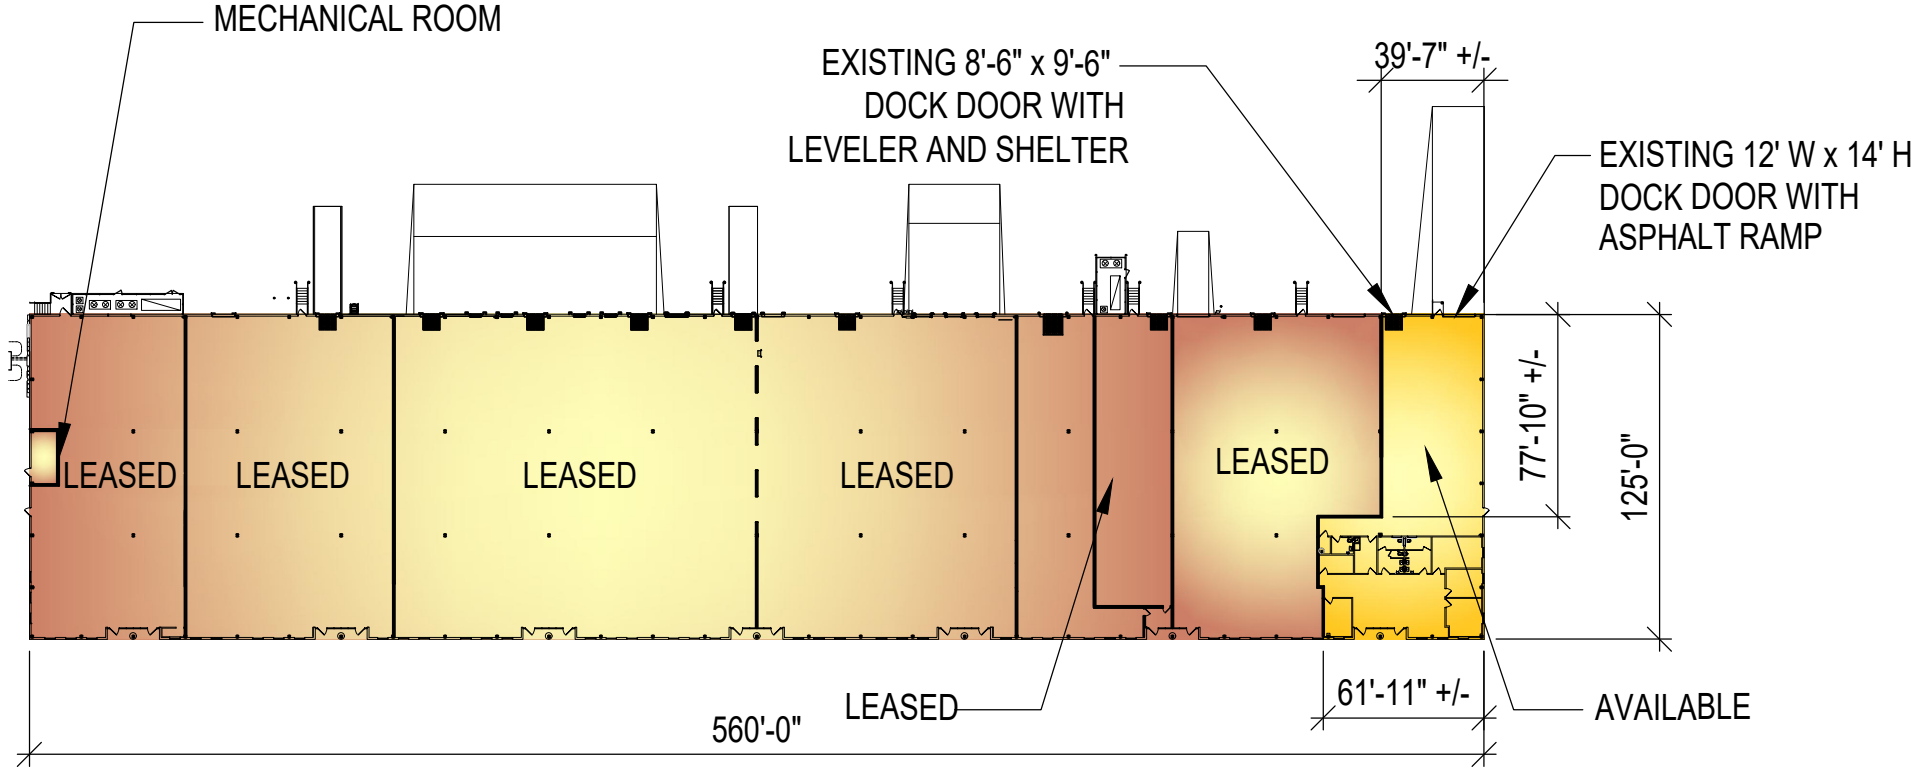 MECHANICAL ROOM
EXISTING 8'-6" x 9'-6"
DOCK DOOR WITH
LEVELER AND SHELTER
39'-7" +/-
EXISTING 12' W x 14' H
DOCK DOOR WITH
ASPHALT RAMP
LEASED
LEASED
LEASED
LEASED
LEASED
77'-10" +/-
125'-0"
LEASED
61'-11" +/-
AVAILABLE
560'-0"